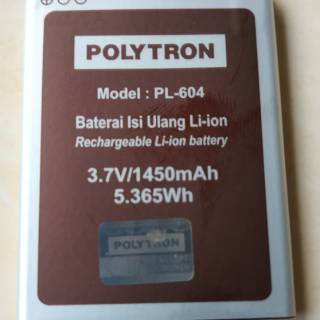 POLYTRON
Model : PL-604
Baterai Isi Ulang Li-ion
Rechargeable Li-ion battery
3.7V/1450mAh
5.365Wh
POLYTRON